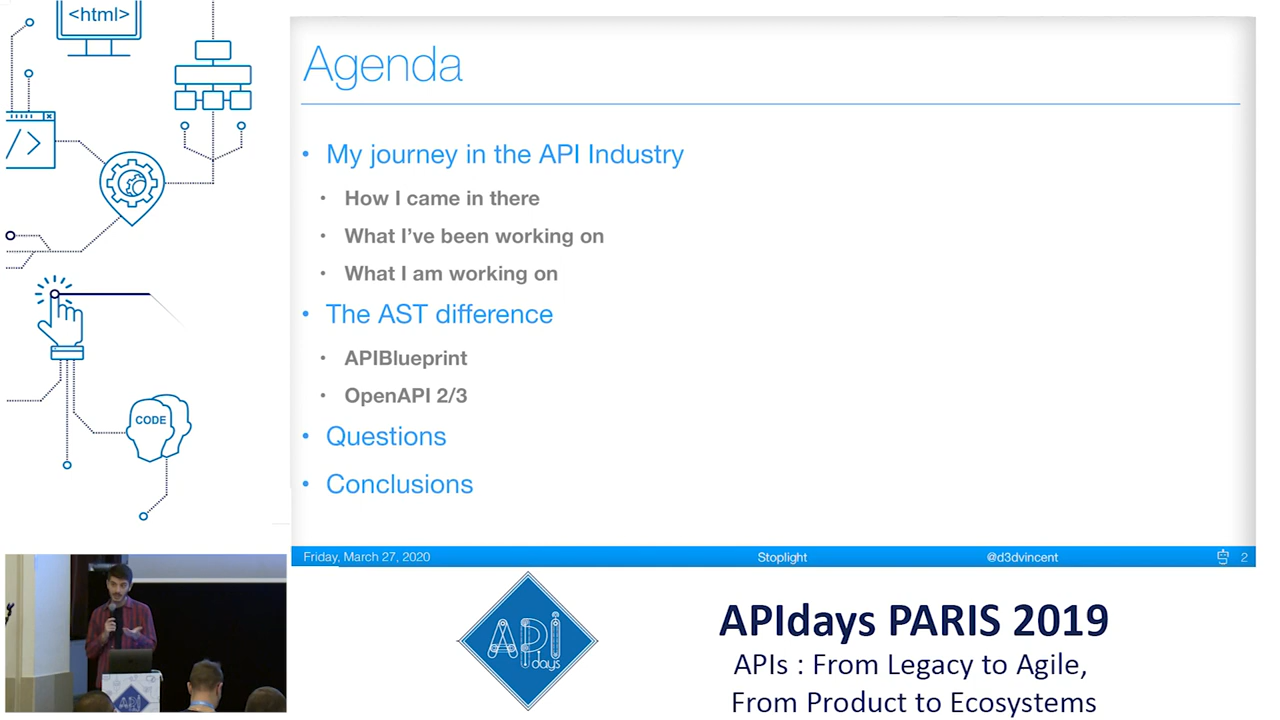 <html>
/>
CODE
Agenda
• My journey in the API Industry
• How I came in there
• What I've been working on
• What I am working on
• The AST difference
• APIBlueprint
• OpenAPI 2/3
• Questions
• Conclusions
Friday, March 27, 2020 Stoplight @d3dvincent 2
API
days
APIdays PARIS 2019
APIs : From Legacy to Agile,
From Product to Ecosystems
API